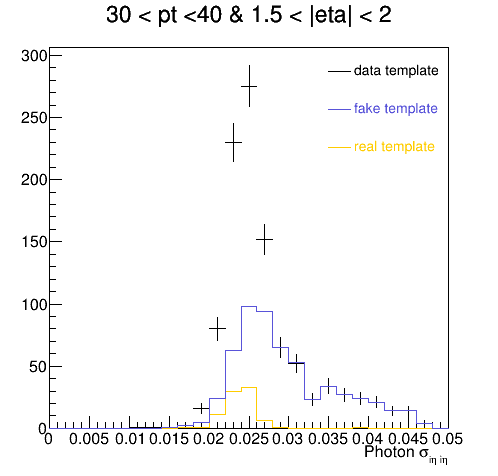 30 < pt <40 & 1.5 < |eta| < 2
300
250
200
150
100
50
0
data template
fake template
real template
0 0.005 0.01 0.015 0.02 0.025 0.03 0.035 0.04 0.045 0.05
Photon σiη iη